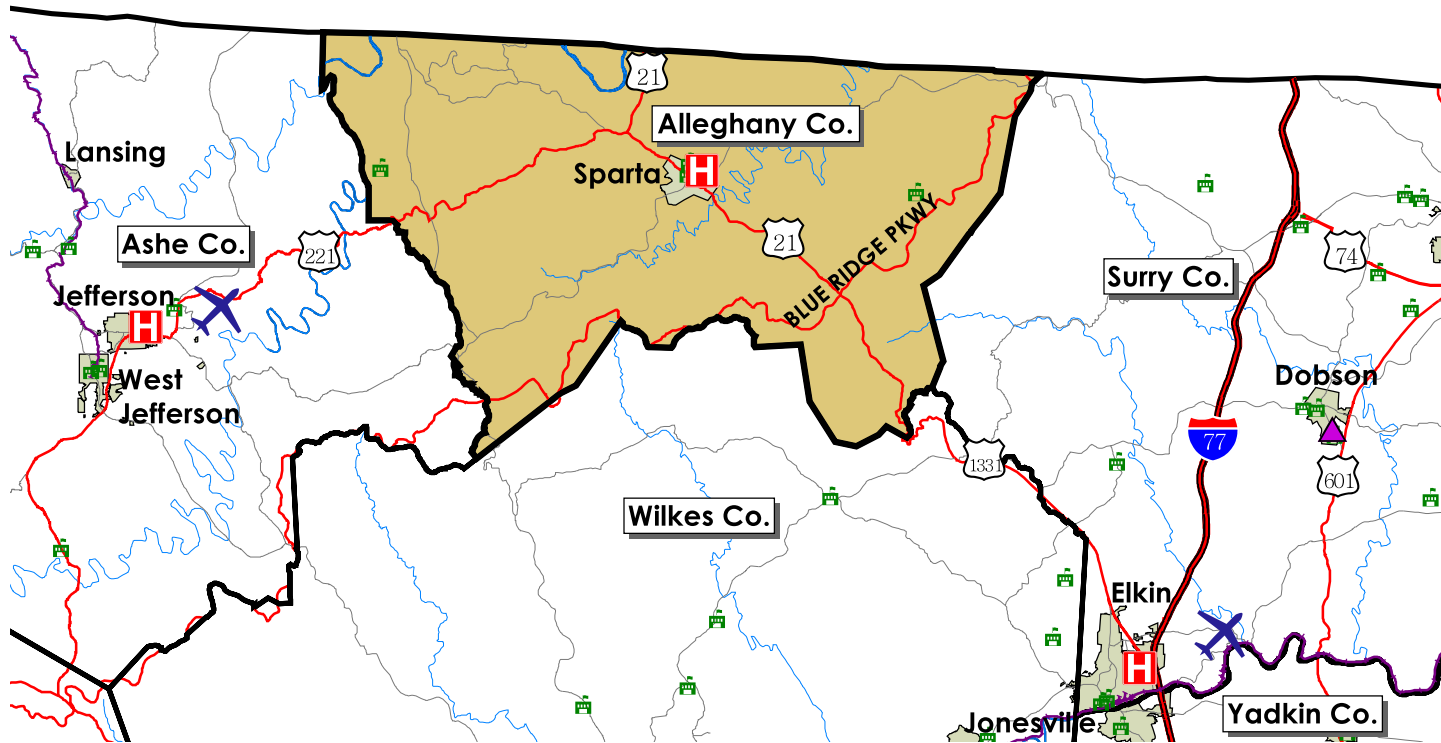 21
Alleghany Co.
Lansing
Sparta
H
Ashe Co.
221
21
BLUE RIDGE PKWY
74
Surry Co.
Jefferson
H
West
Jefferson
Dobson
77
1331
601
Wilkes Co.
Elkin
H
Jonesville
Yadkin Co.